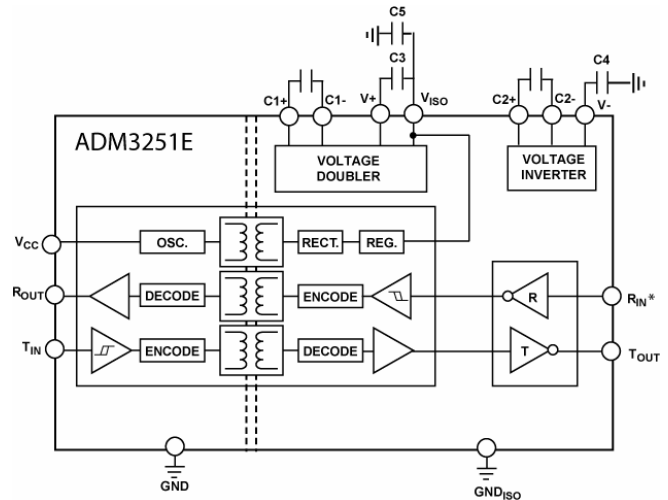 C5
C3
C4
C1+ C1- V+ VISO C2+ C2- V-
ADM3251E
VOLTAGE DOUBLER
VOLTAGE INVERTER
VCC OSC. RECT. REG.
ROUT DECODE ENCODE R RIN*
TIN ENCODE DECODE T TOUT
GND
GNDISO